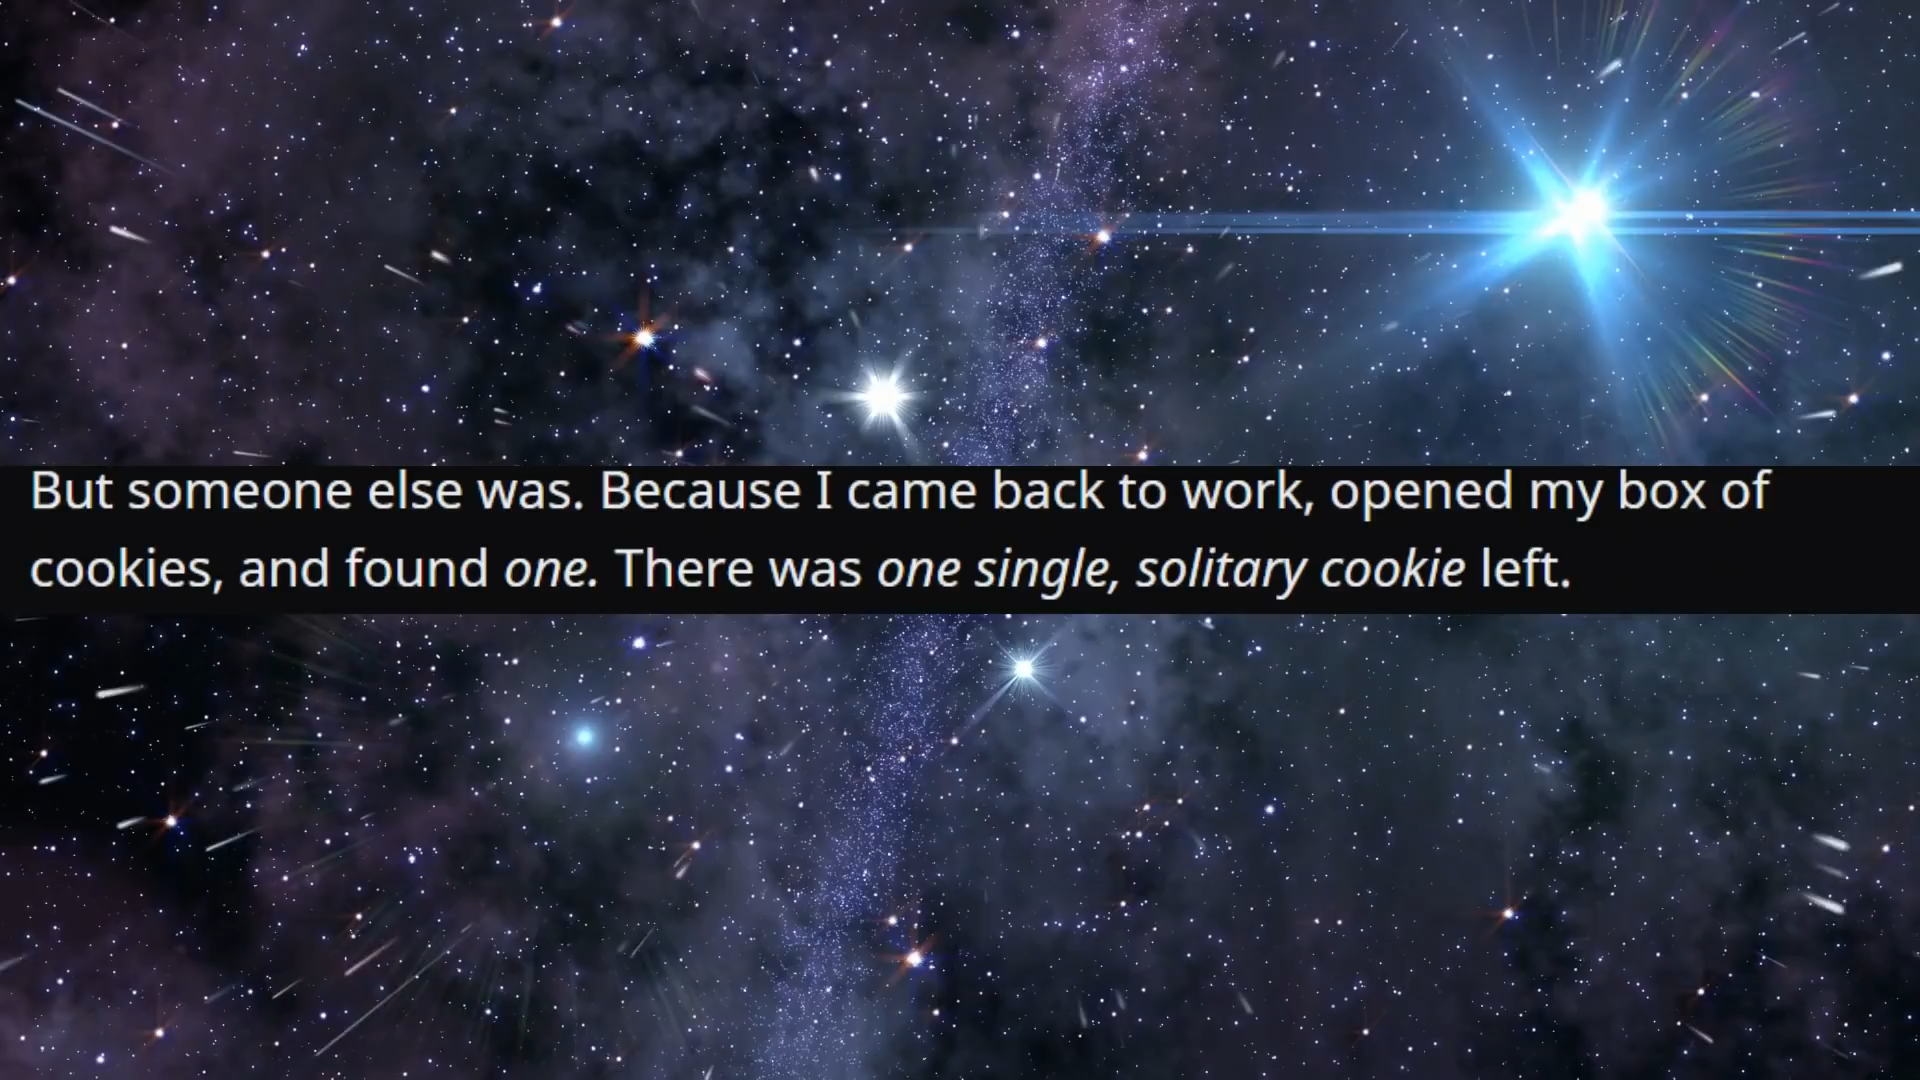 But someone else was. Because I came back to work, opened my box of
cookies, and found one. There was one single, solitary cookie left.